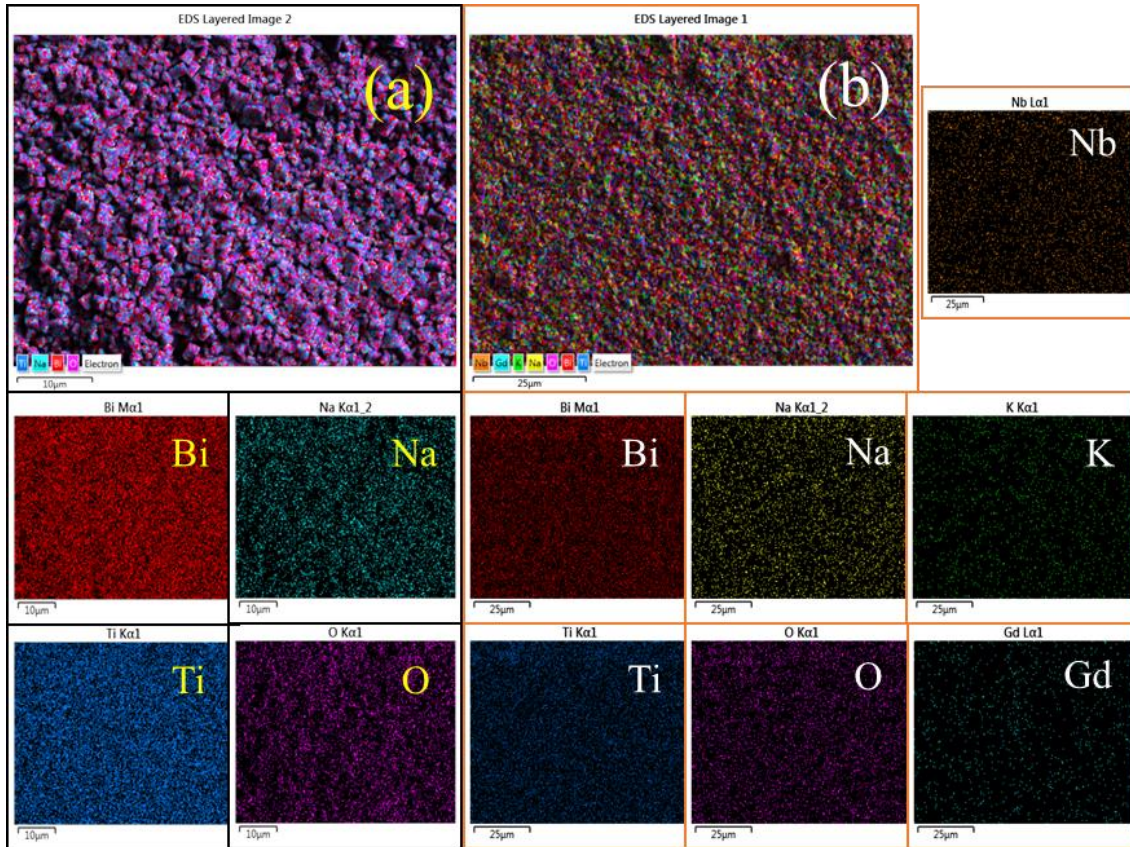 EDS Layered Image 2
(a)
Ti Na Bi O Electron
10µm
EDS Layered Image 1
(b)
Nb Gd K Na O Bi Ti Electron
25µm
Nb Lα1
Nb
25µm
Bi Mα1
Bi
10µm
Na Kα1_2
Na
10µm
Bi Mα1
Bi
25µm
Na Kα1_2
Na
25µm
K Kα1
K
25µm
Ti Kα1
Ti
10µm
O Kα1
O
10µm
Ti Kα1
Ti
25µm
O Kα1
O
25µm
Gd Lα1
Gd
25µm